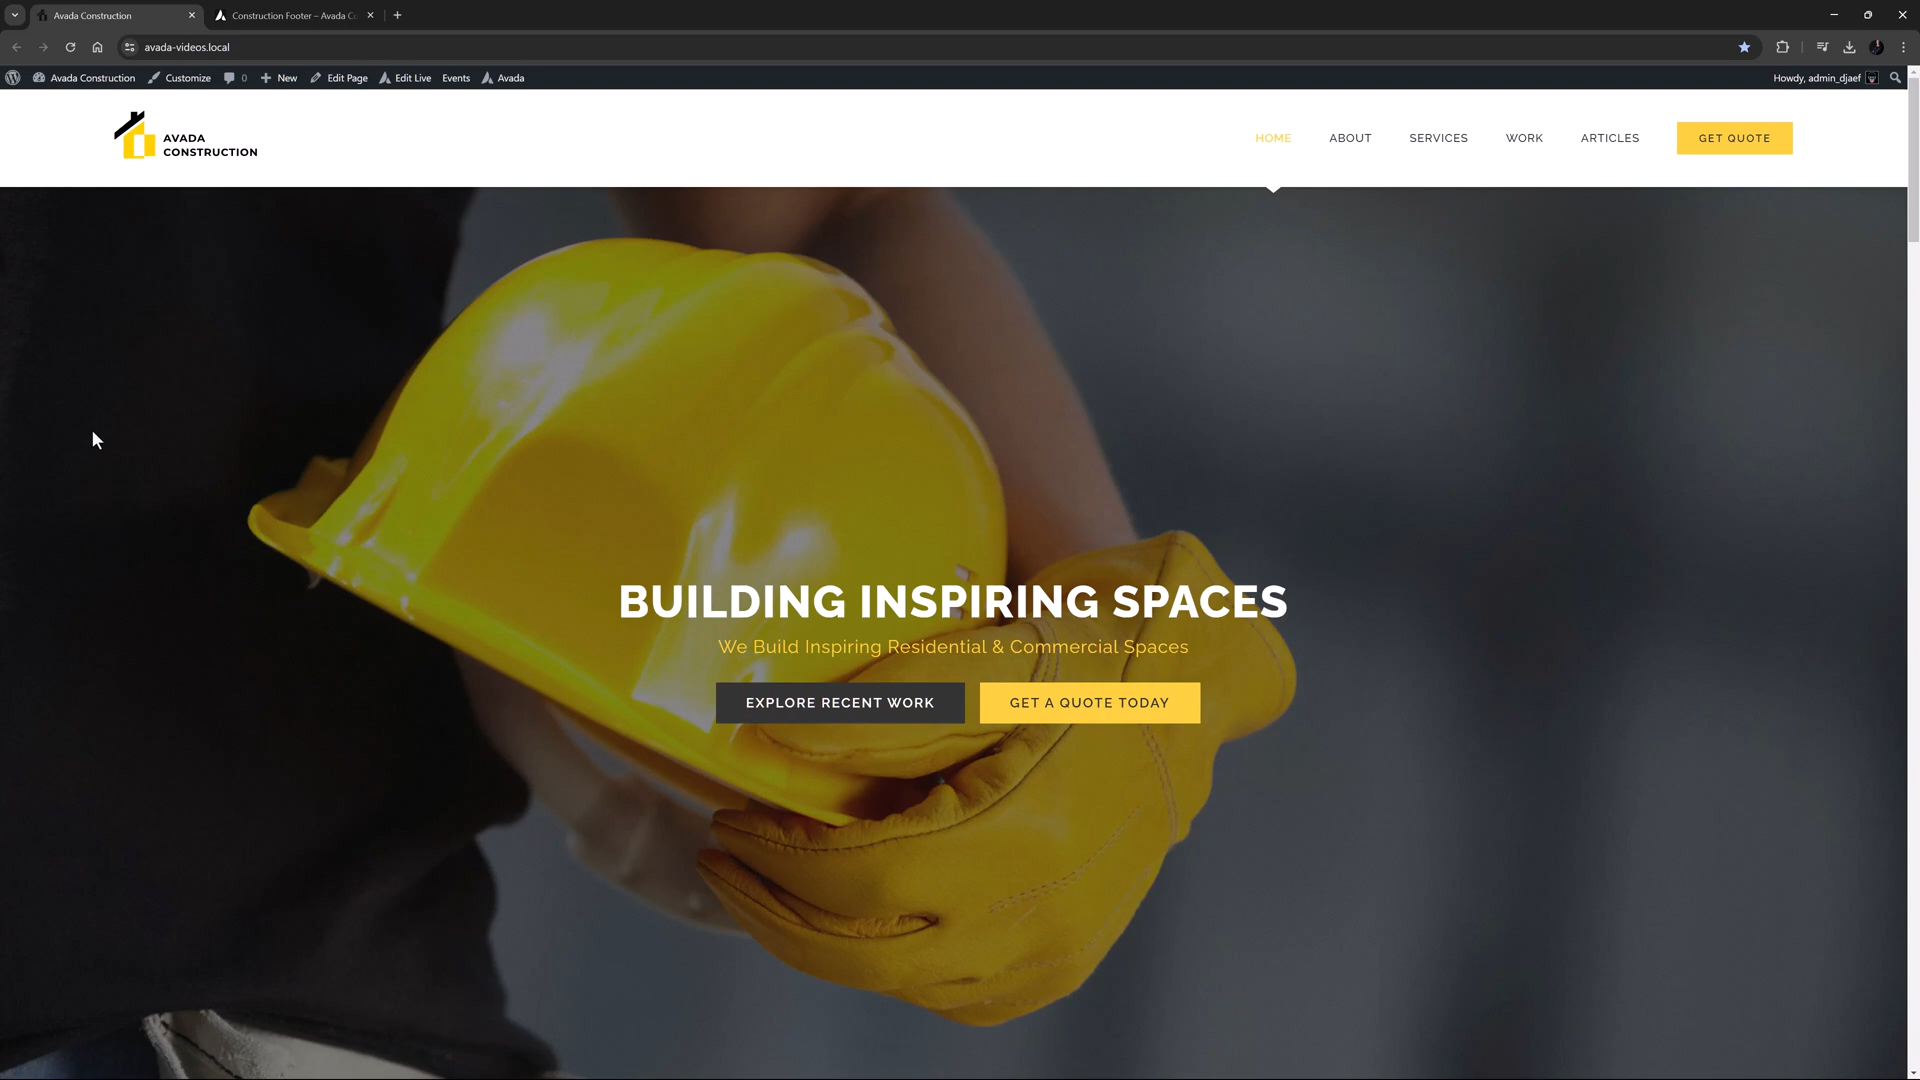 Avada Construction
Construction Footer – Avada Co
avada-videos.local
Avada Construction
Customize
0
New
Edit Page
Edit Live
Events
Avada
Howdy, admin_djaef
AVADA
CONSTRUCTION
HOME
ABOUT
SERVICES
WORK
ARTICLES
GET QUOTE
BUILDING INSPIRING SPACES
We Build Inspiring Residential & Commercial Spaces
EXPLORE RECENT WORK
GET A QUOTE TODAY